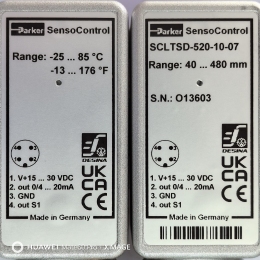 Parker SensoControl
Range: -25 ... 85 °C
-13 ... 176 °F
DESINA
UK
CA
CE
1. V+15 ... 30 VDC
2. out 0/4 ... 20mA
3. GND
4. out S1
Made in Germany
Parker SensoControl
SCLTSD-520-10-07
Range: 40 ... 480 mm
S.N.: O13603
DESINA
UK
CA
CE
1. V+15 ... 30 VDC
2. out 0/4 ... 20mA
3. GND
4. out S1
Made in Germany